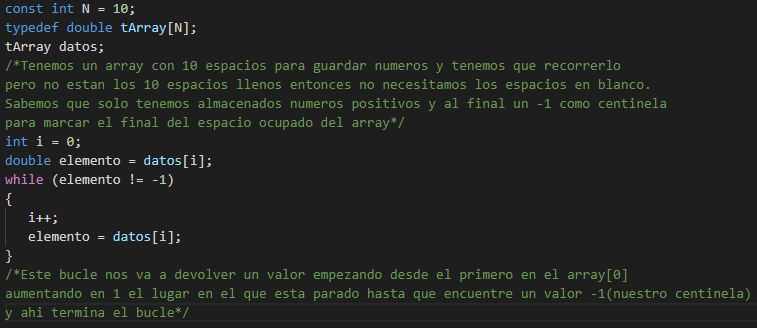 const int N = 10;
typedef double tArray[N];
tArray datos;
/*Tenemos un array con 10 espacios para guardar numeros y tenemos que recorrerlo
pero no estan los 10 espacios llenos entonces no necesitamos los espacios en blanco.
Sabemos que solo tenemos almacenados numeros positivos y al final un -1 como centinela
para marcar el final del espacio ocupado del array*/
int i = 0;
double elemento = datos[i];
while (elemento != -1)
{
i++;
elemento = datos[i];
}
/*Este bucle nos va a devolver un valor empezando desde el primero en el array[0]
aumentando en 1 el lugar en el que esta parado hasta que encuentre un valor -1(nuestro centinela)
y ahi termina el bucle*/